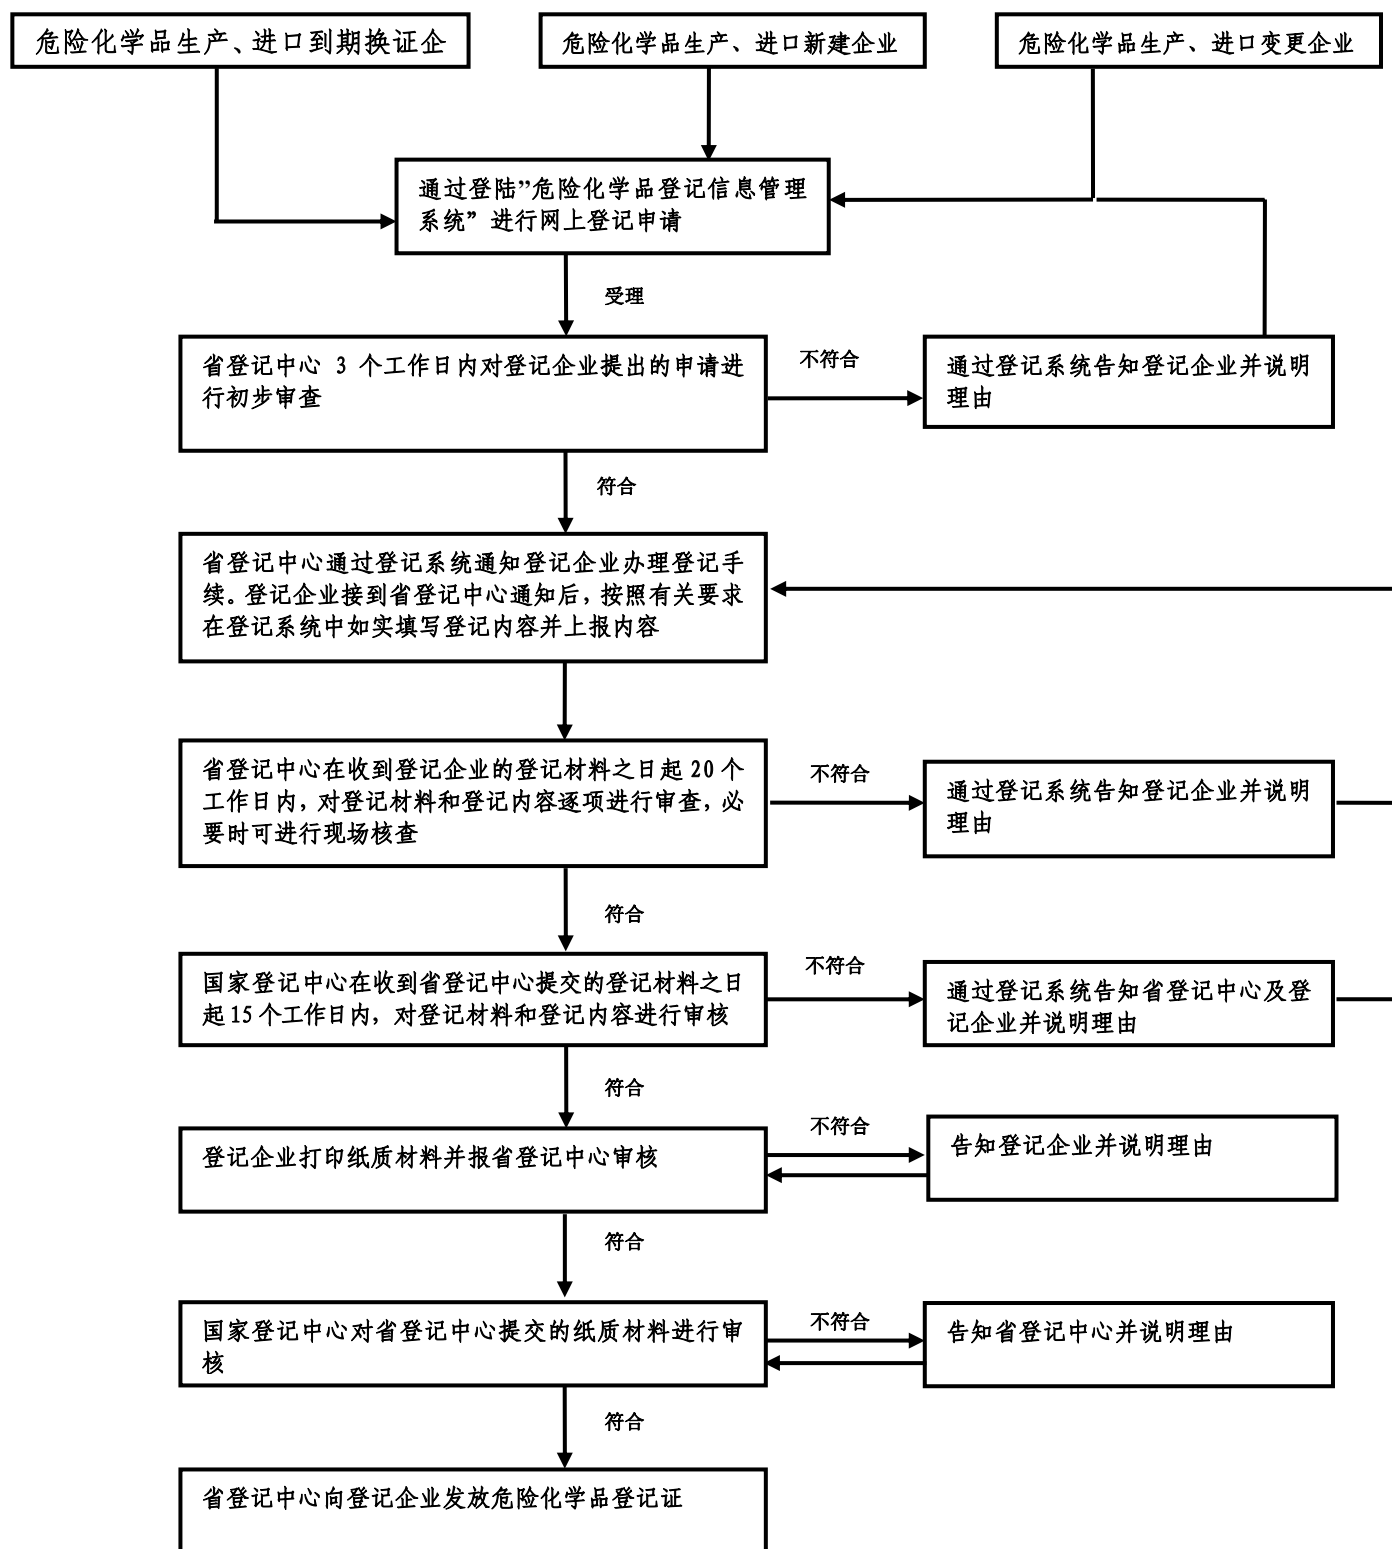 危险化学品生产、进口到期换证企
危险化学品生产、进口新建企业
危险化学品生产、进口变更企业
通过登陆”危险化学品登记信息管理
系统”进行网上登记申请
受理
省登记中心 3 个工作日内对登记企业提出的申请进
行初步审查
不符合
通过登记系统告知登记企业并说明
理由
符合
省登记中心通过登记系统通知登记企业办理登记手
续。登记企业接到省登记中心通知后，按照有关要求
在登记系统中如实填写登记内容并上报内容
省登记中心在收到登记企业的登记材料之日起 20 个
工作日内，对登记材料和登记内容逐项进行审查，必
要时可进行现场核查
不符合
通过登记系统告知登记企业并说明
理由
符合
国家登记中心在收到省登记中心提交的登记材料之日
起 15 个工作日内，对登记材料和登记内容进行审核
不符合
通过登记系统告知省登记中心及登
记企业并说明理由
符合
登记企业打印纸质材料并报省登记中心审核
不符合
告知登记企业并说明理由
符合
国家登记中心对省登记中心提交的纸质材料进行审
核
不符合
告知省登记中心并说明理由
符合
省登记中心向登记企业发放危险化学品登记证